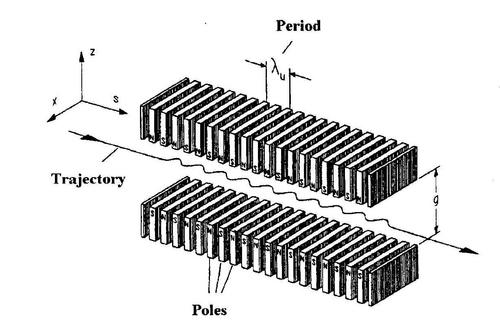 Period
λu
z
x
s
Trajectory
g
Poles